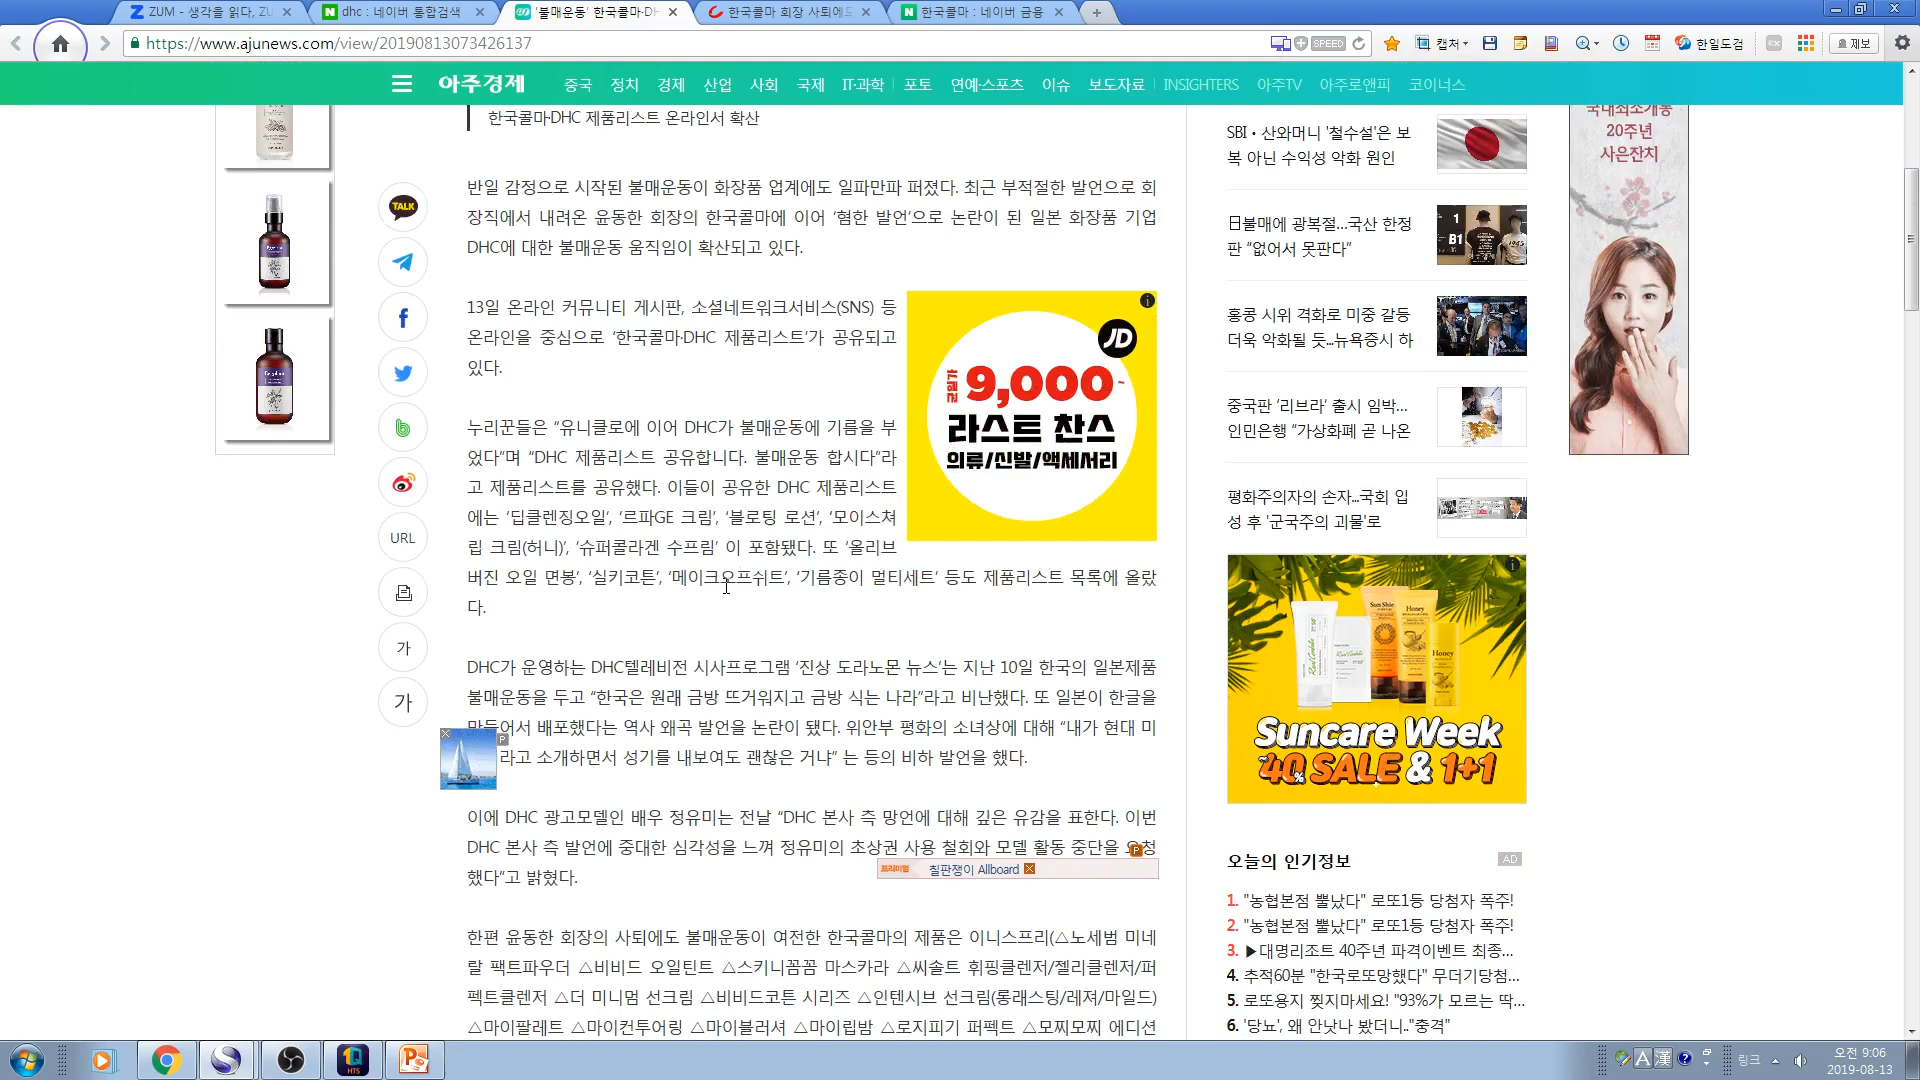 ZUM - 생각을 읽다, ZU
dhc : 네이버 통합검색
'불매운동' 한국콜마·DH
한국콜마 회장 사퇴에도
한국콜마 : 네이버 금융
https://www.ajunews.com/view/20190813073426137
SPEED
캡처
한일도검
제보
아주경제
중국 정치 경제 산업 사회 국제 IT·과학 포토 연예·스포츠 이슈 보도자료 INSIGHTERS 아주TV 아주로앤피 코이너스
한국콜마·DHC 제품리스트 온라인서 확산
반일 감정으로 시작된 불매운동이 화장품 업계에도 일파만파 퍼졌다. 최근 부적절한 발언으로 회
장직에서 내려온 윤동한 회장의 한국콜마에 이어 '혐한 발언'으로 논란이 된 일본 화장품 기업
DHC에 대한 불매운동 움직임이 확산되고 있다.
13일 온라인 커뮤니티 게시판, 소셜네트워크서비스(SNS) 등
온라인을 중심으로 '한국콜마·DHC 제품리스트'가 공유되고
있다.
누리꾼들은 "유니클로에 이어 DHC가 불매운동에 기름을 부
었다"며 "DHC 제품리스트 공유합니다. 불매운동 합시다"라
고 제품리스트를 공유했다. 이들이 공유한 DHC 제품리스트
에는 '딥클렌징오일', '르파GE 크림', '블로팅 로션', '모이스쳐
립 크림(허니)', '슈퍼콜라겐 수프림' 이 포함됐다. 또 '올리브
버진 오일 면봉', '실키코튼', '메이크오프쉬트', '기름종이 멀티세트' 등도 제품리스트 목록에 올랐
다.
DHC가 운영하는 DHC텔레비전 시사프로그램 '진상 도라노몬 뉴스'는 지난 10일 한국의 일본제품
불매운동을 두고 "한국은 원래 금방 뜨거워지고 금방 식는 나라"라고 비난했다. 또 일본이 한글을
만들어서 배포했다는 역사 왜곡 발언을 논란이 됐다. 위안부 평화의 소녀상에 대해 "내가 현대 미
라고 소개하면서 성기를 내보여도 괜찮은 거냐" 는 등의 비하 발언을 했다.
이에 DHC 광고모델인 배우 정유미는 전날 "DHC 본사 측 망언에 대해 깊은 유감을 표한다. 이번
DHC 본사 측 발언에 중대한 심각성을 느껴 정유미의 초상권 사용 철회와 모델 활동 중단을 요청
했다"고 밝혔다.
한편 윤동한 회장의 사퇴에도 불매운동이 여전한 한국콜마의 제품은 이니스프리(△노세범 미네
랄 팩트파우더 △비비드 오일틴트 △스키니꼼꼼 마스카라 △씨솔트 휘핑클렌저/젤리클렌저/퍼
펙트클렌저 △더 미니멈 선크림 △비비드코튼 시리즈 △인텐시브 선크림(롱래스팅/레져/마일드)
△마이팔레트 △마이컨투어링 △마이블러셔 △마이립밤 △로지피기 퍼펙트 △모찌모찌 에디션
TALK
URL
가
가
P
프리미엄 칠판쟁이 Allboard
P
JD
균일가 9,000~
라스트 찬스
의류/신발/액세서리
SBI·산와머니 '철수설'은 보
복 아닌 수익성 악화 원인
日불매에 광복절...국산 한정
판 "없어서 못판다"
홍콩 시위 격화로 미중 갈등
더욱 악화될 듯...뉴욕증시 하
중국판 '리브라' 출시 임박...
인민은행 "가상화폐 곧 나온
평화주의자의 손자...국회 입
성 후 '군국주의 괴물'로
Honey
Honey
Suncare Week
~40% SALE & 1+1
오늘의 인기정보
AD
1. "농협본점 뿔났다" 로또1등 당첨자 폭주!
2. "농협본점 뿔났다" 로또1등 당첨자 폭주!
3. ▶대명리조트 40주년 파격이벤트 최종...
4. 추적60분 "한국로또망했다" 무더기당첨...
5. 로또용지 찢지마세요! "93%가 모르는 딱...
6. '당뇨', 왜 안낫나 봤더니.."충격"
국내최소개통
20주년
사은잔치
HTS
A 漢
링크
오전 9:06
2019-08-13